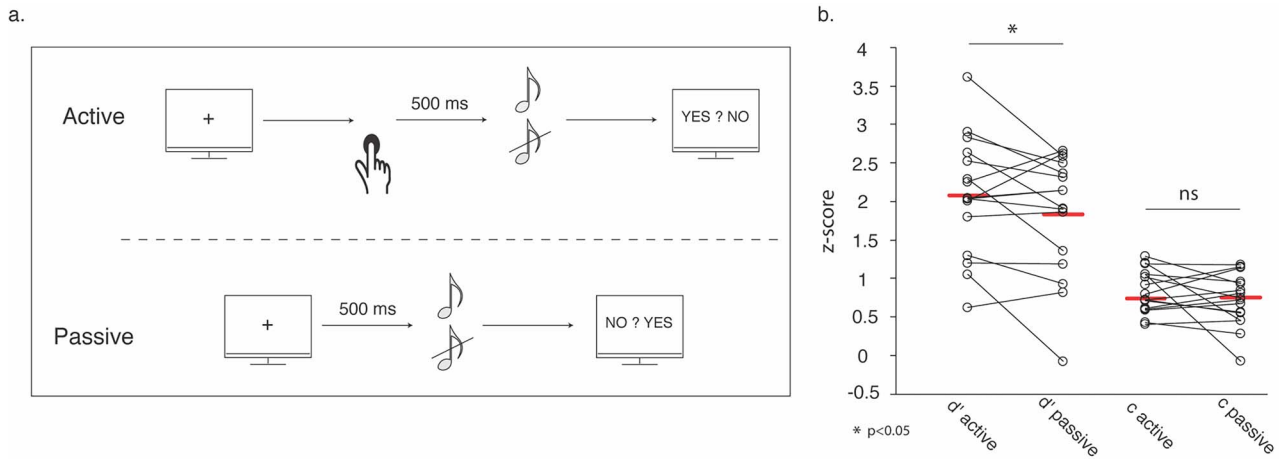 a.
Active
+
500 ms
YES ? NO
Passive
+
500 ms
NO ? YES
b.
*
ns
z-score
4
3.5
3
2.5
2
1.5
1
0.5
0
-0.5
d' active
d' passive
c active
c passive
* p<0.05